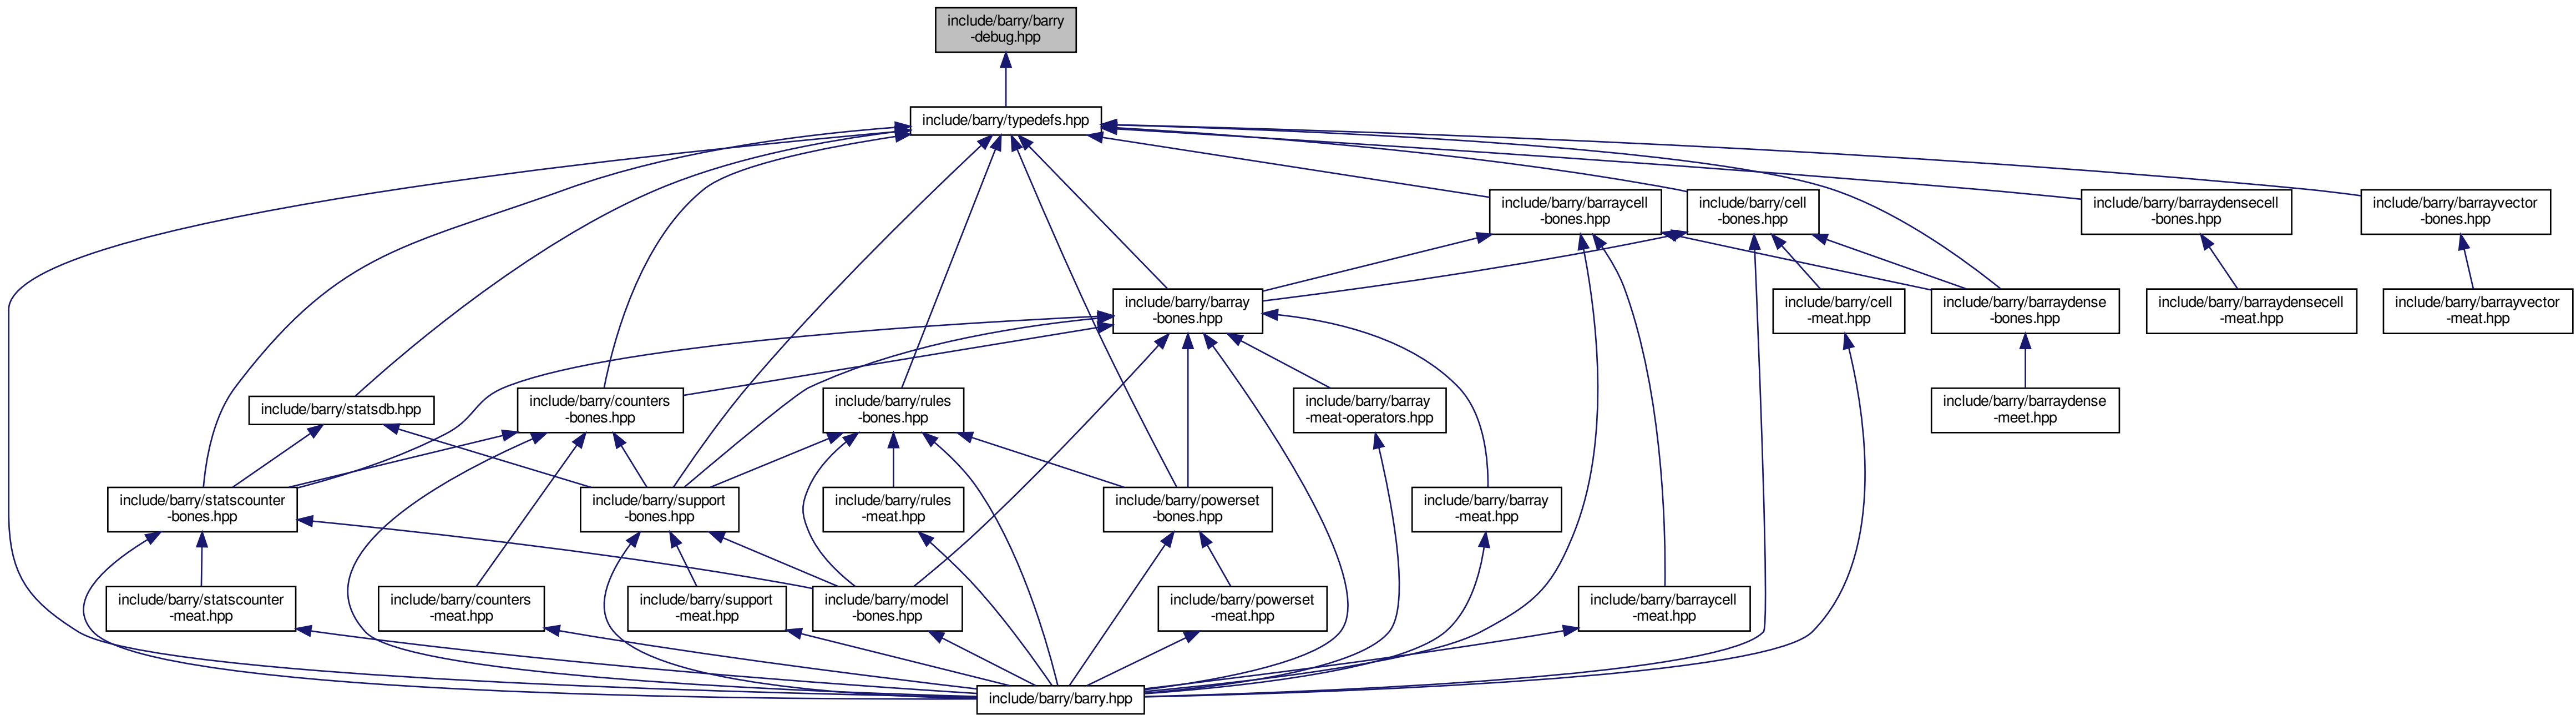 include/barry/barry
-debug.hpp
include/barry/typedefs.hpp
include/barry/barraycell
-bones.hpp
include/barry/cell
-bones.hpp
include/barry/barraydensecell
-bones.hpp
include/barry/barrayvector
-bones.hpp
include/barry/barray
-bones.hpp
include/barry/cell
-meat.hpp
include/barry/barraydense
-bones.hpp
include/barry/barraydensecell
-meat.hpp
include/barry/barrayvector
-meat.hpp
include/barry/statsdb.hpp
include/barry/counters
-bones.hpp
include/barry/rules
-bones.hpp
include/barry/barray
-meat-operators.hpp
include/barry/barraydense
-meet.hpp
include/barry/statscounter
-bones.hpp
include/barry/support
-bones.hpp
include/barry/rules
-meat.hpp
include/barry/powerset
-bones.hpp
include/barry/barray
-meat.hpp
include/barry/statscounter
-meat.hpp
include/barry/counters
-meat.hpp
include/barry/support
-meat.hpp
include/barry/model
-bones.hpp
include/barry/powerset
-meat.hpp
include/barry/barraycell
-meat.hpp
include/barry/barry.hpp